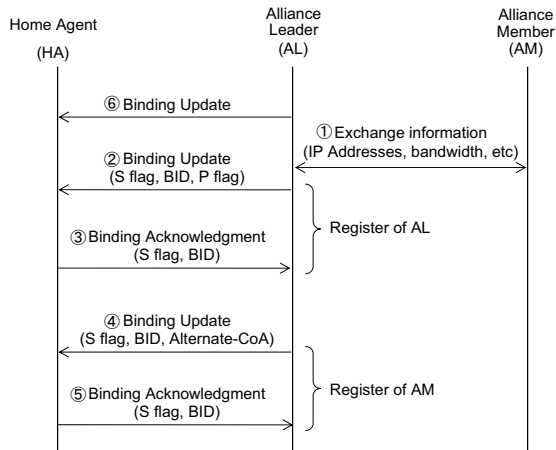 Home Agent
(HA)
Alliance
Leader
(AL)
Alliance
Member
(AM)
⑥ Binding Update
① Exchange information
(IP Addresses, bandwidth, etc)
② Binding Update
(S flag, BID, P flag)
Register of AL
③ Binding Acknowledgment
(S flag, BID)
④ Binding Update
(S flag, BID, Alternate-CoA)
Register of AM
⑤ Binding Acknowledgment
(S flag, BID)